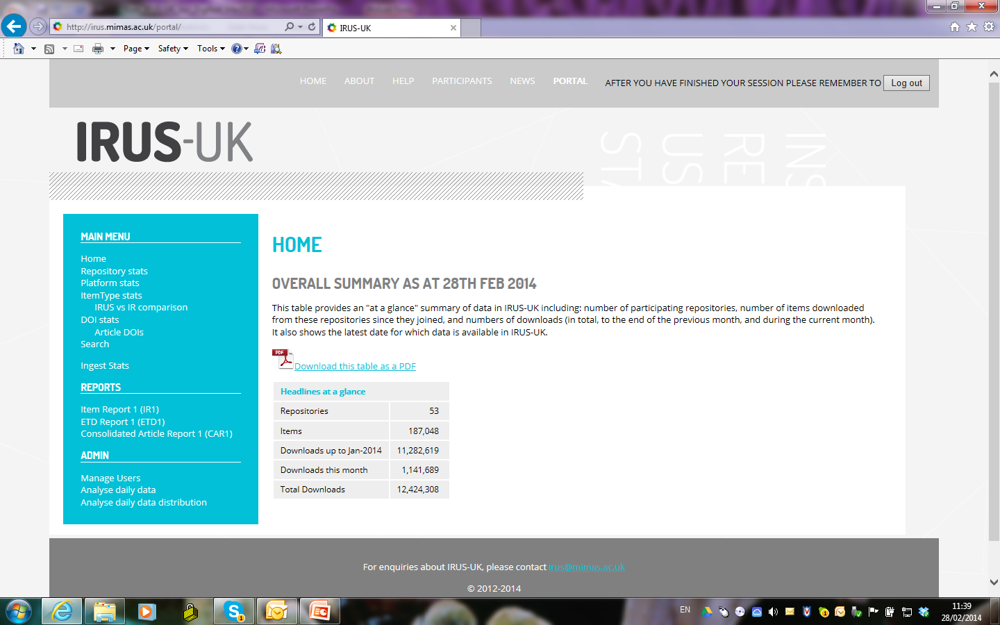 http://irus.mimas.ac.uk/portal/
IRUS-UK
Page
Safety
Tools
HOME ABOUT HELP PARTICIPANTS NEWS PORTAL AFTER YOU HAVE FINISHED YOUR SESSION PLEASE REMEMBER TO Log out
IRUS-UK
INS
RE
US
STA
MAIN MENU
Home
Repository stats
Platform stats
ItemType stats
IRUS vs IR comparison
DOI stats
Article DOIs
Search
Ingest Stats
REPORTS
Item Report 1 (IR1)
ETD Report 1 (ETD1)
Consolidated Article Report 1 (CAR1)
ADMIN
Manage Users
Analyse daily data
Analyse daily data distribution
HOME
OVERALL SUMMARY AS AT 28TH FEB 2014
This table provides an "at a glance" summary of data in IRUS-UK including: number of participating repositories, number of items downloaded
from these repositories since they joined, and numbers of downloads (in total, to the end of the previous month, and during the current month).
It also shows the latest date for which data is available in IRUS-UK.
PDF
Download this table as a PDF
Headlines at a glance
Repositories 53
Items 187,048
Downloads up to Jan-2014 11,282,619
Downloads this month 1,141,689
Total Downloads 12,424,308
For enquiries about IRUS-UK, please contact irus@mimas.ac.uk
© 2012-2014
EN
11:39
28/02/2014